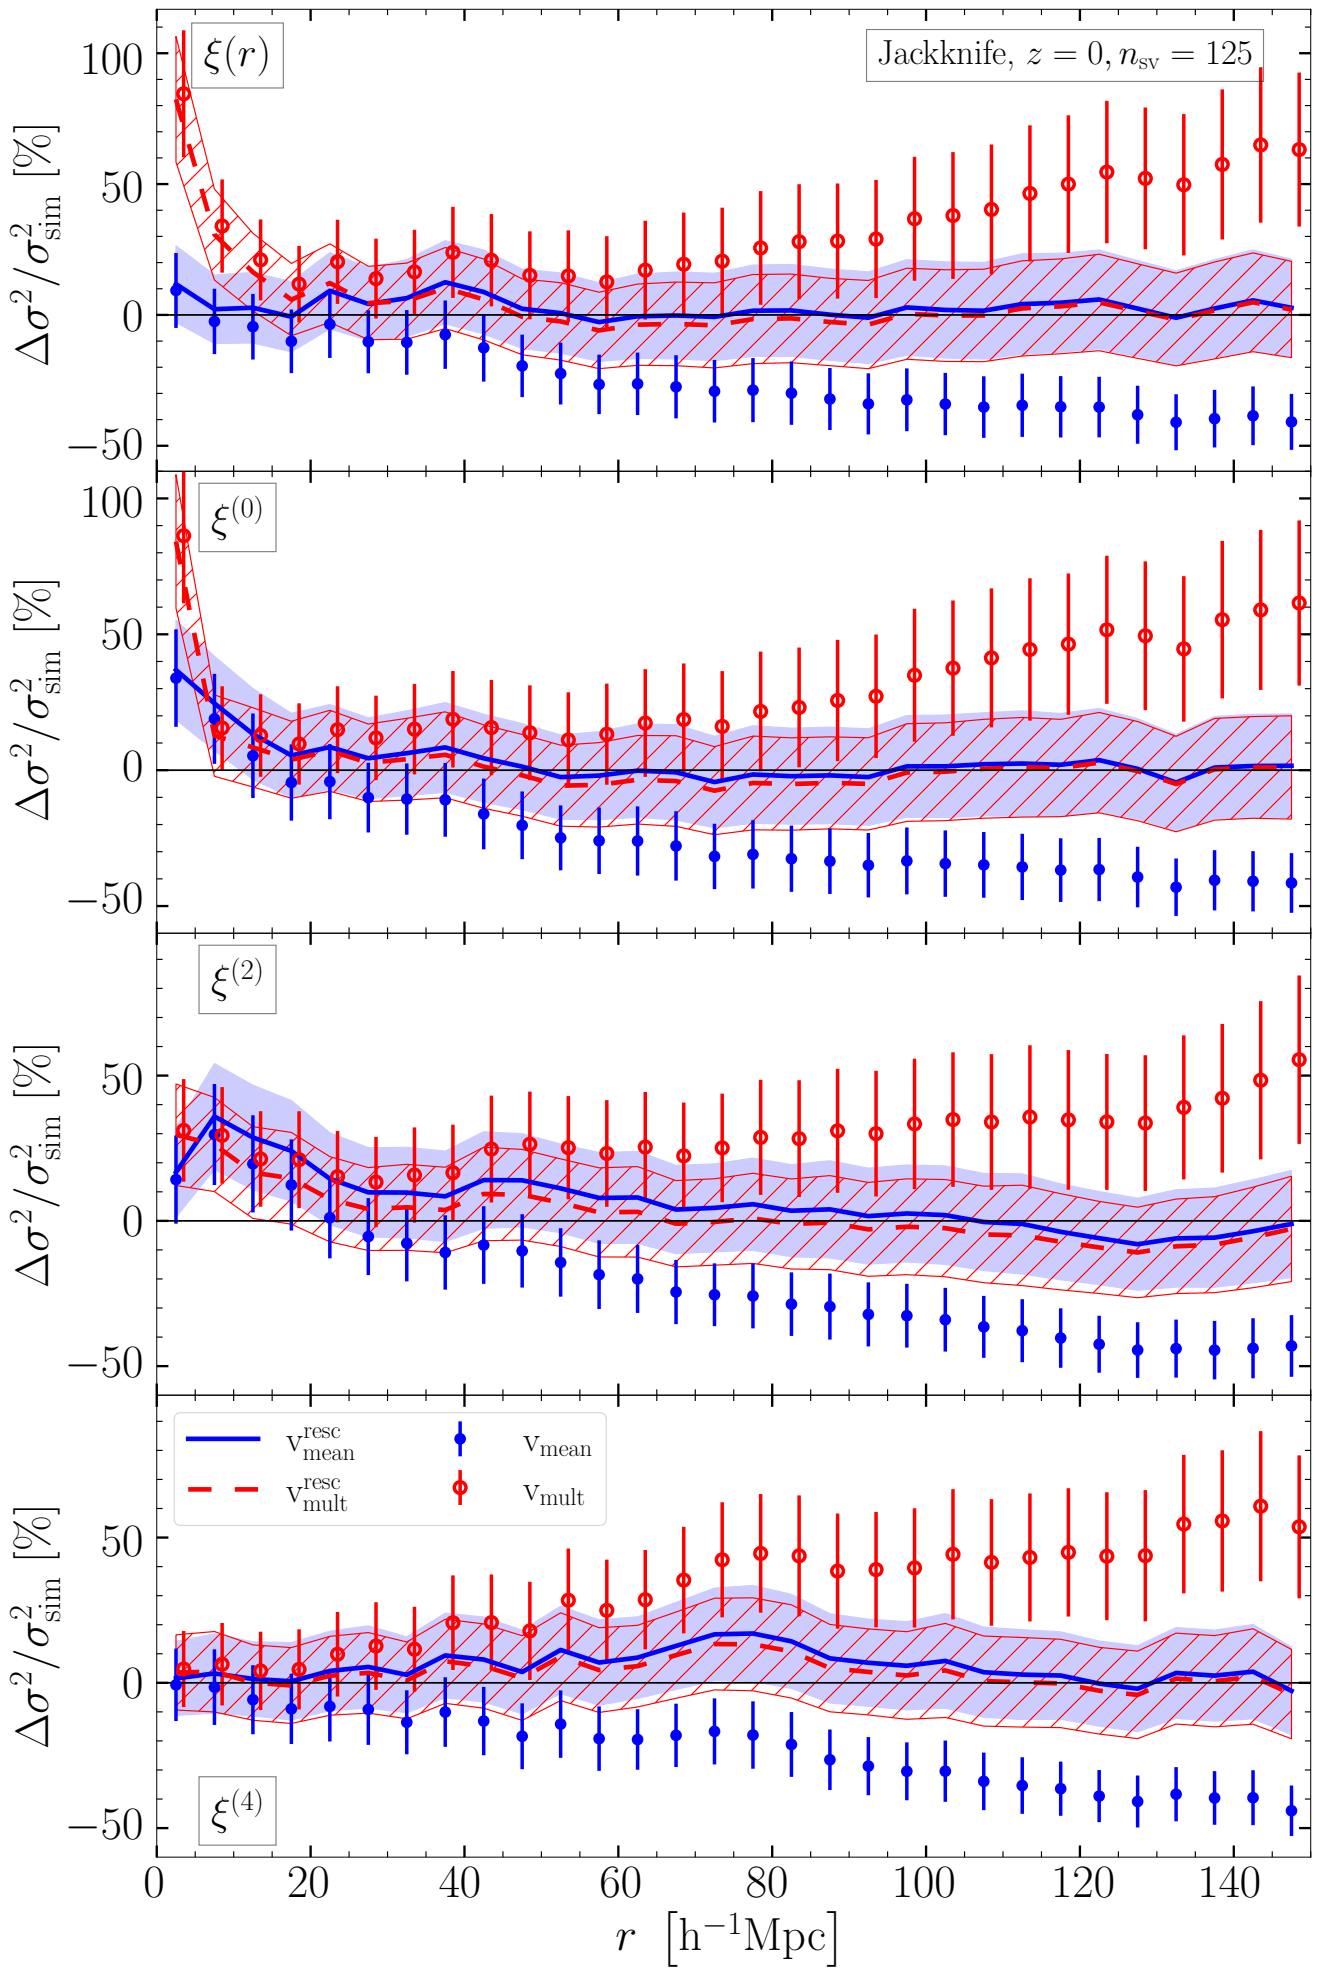 ξ(r)
Jackknife, z = 0, n_sv = 125
100
50
0
−50
Δσ²/σ²_sim [%]
ξ⁽⁰⁾
100
50
0
−50
Δσ²/σ²_sim [%]
ξ⁽²⁾
50
0
−50
Δσ²/σ²_sim [%]
v^resc_mean
v_mean
v^resc_mult
v_mult
50
0
−50
Δσ²/σ²_sim [%]
ξ⁽⁴⁾
0 20 40 60 80 100 120 140
r [h⁻¹Mpc]